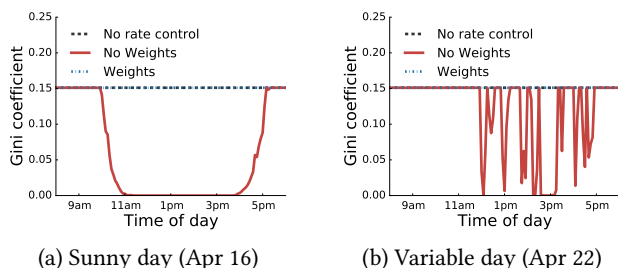 0.25
0.20
0.15
0.10
0.05
0.00
Gini coefficient
No rate control
No Weights
Weights
9am 11am 1pm 3pm 5pm
Time of day
(a) Sunny day (Apr 16)
0.25
0.20
0.15
0.10
0.05
0.00
Gini coefficient
No rate control
No Weights
Weights
9am 11am 1pm 3pm 5pm
Time of day
(b) Variable day (Apr 22)